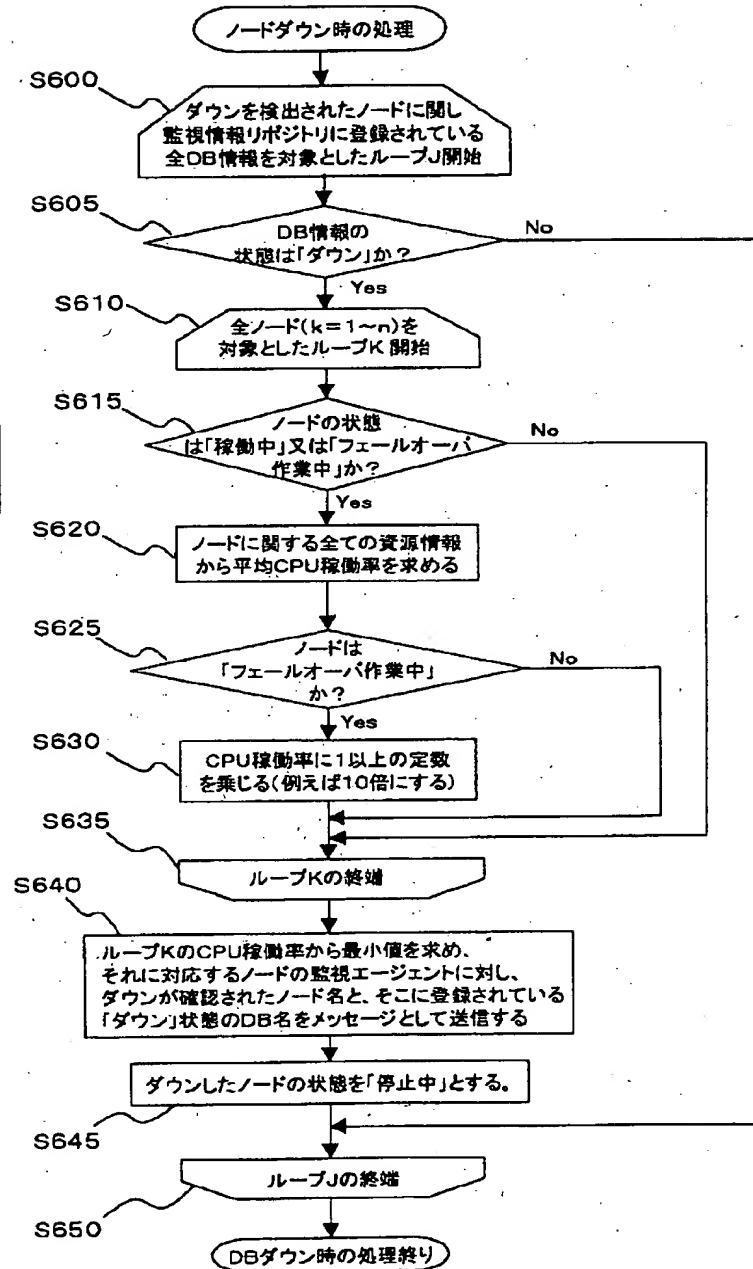 ノードダウン時の処理
S600
ダウンを検出されたノードに関し
監視情報リポジトリに登録されている
全DB情報を対象としたループJ開始
S605
DB情報の
状態は「ダウン」か?
No
Yes
S610
全ノード(k=1~n)を
対象としたループK 開始
S615
ノードの状態
は「稼働中」又は「フェールオーバ
作業中」か?
No
Yes
S620
ノードに関する全ての資源情報
から平均CPU稼働率を求める
S625
ノードは
「フェールオーバ作業中」
か?
No
Yes
S630
CPU稼働率に1以上の定数
を乗じる(例えば10倍にする)
S635
ループKの終端
S640
ループKのCPU稼働率から最小値を求め、
それに対応するノードの監視エージェントに対し、
ダウンが確認されたノード名と、そこに登録されている
「ダウン」状態のDB名をメッセージとして送信する
ダウンしたノードの状態を「停止中」とする。
S645
ループJの終端
S650
DBダウン時の処理終り